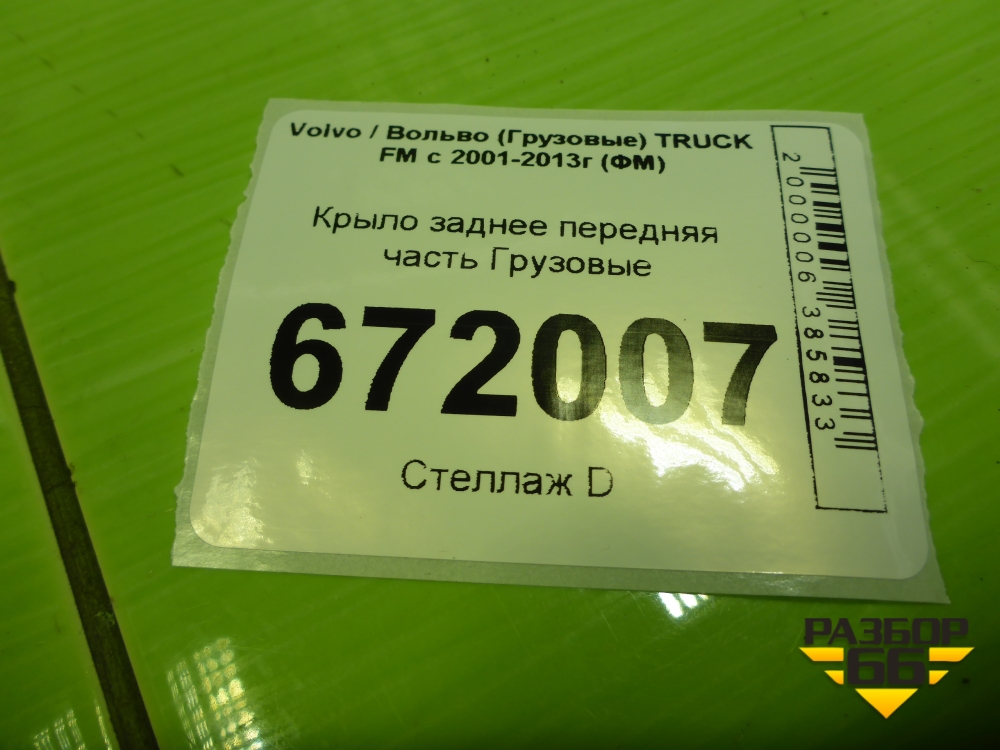 Volvo / Вольво (Грузовые) TRUCK
FM с 2001-2013г (ФМ)
Крыло заднее передняя
часть Грузовые
672007
Стеллаж D
2000006385833
РАЗБОР
66